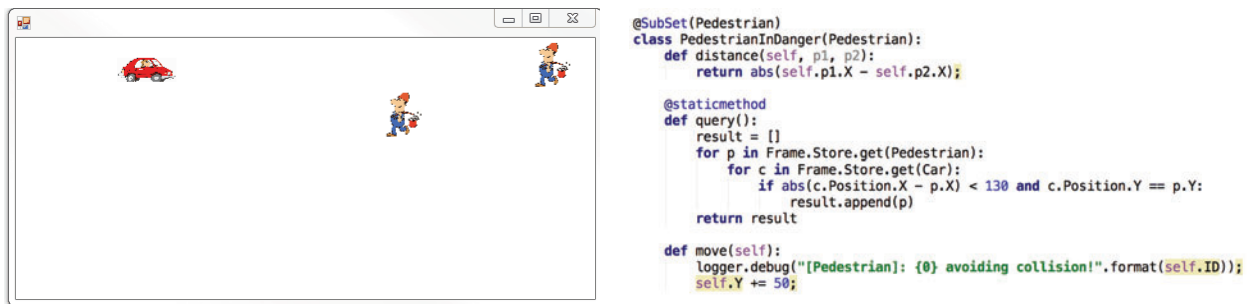 @SubSet(Pedestrian)
class PedestrianInDanger(Pedestrian):
    def distance(self, p1, p2):
        return abs(self.p1.X - self.p2.X);

    @staticmethod
    def query():
        result = []
        for p in Frame.Store.get(Pedestrian):
            for c in Frame.Store.get(Car):
                if abs(c.Position.X - p.X) < 130 and c.Position.Y == p.Y:
                    result.append(p)
        return result

    def move(self):
        logger.debug("[Pedestrian]: {0} avoiding collision!".format(self.ID));
        self.Y += 50;